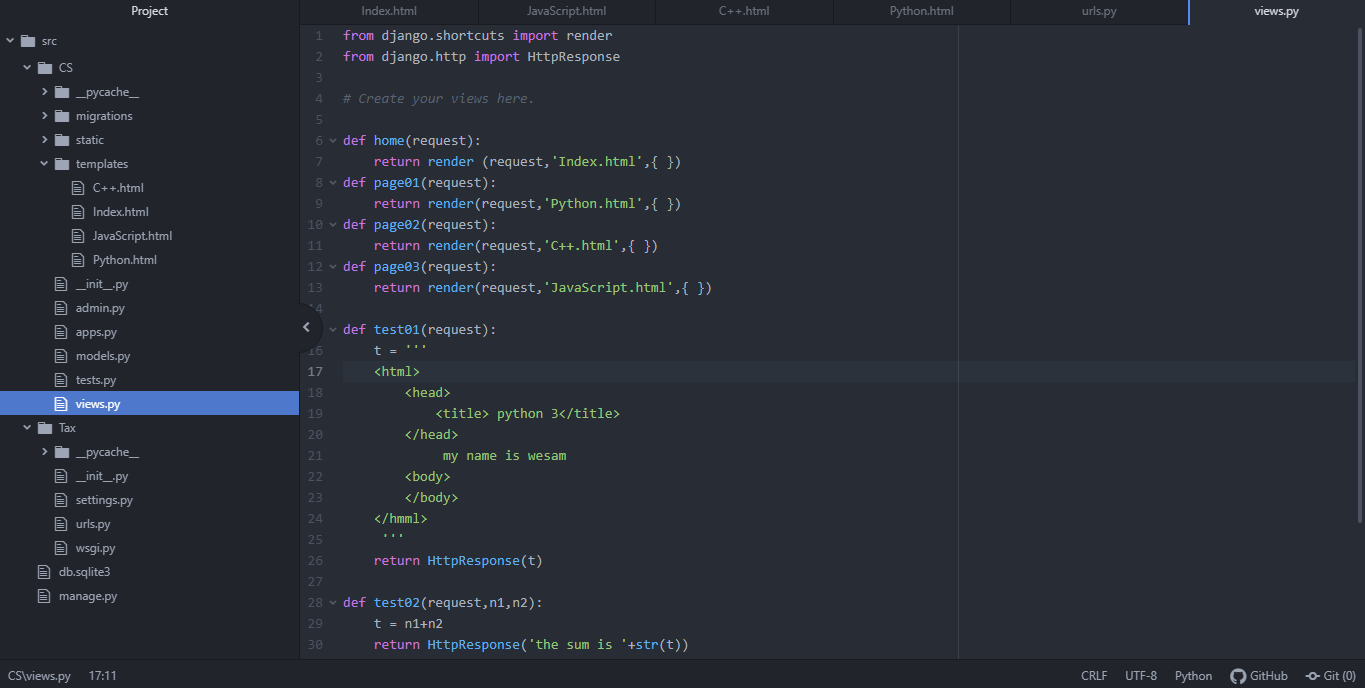 Project
src
CS
__pycache__
migrations
static
templates
C++.html
Index.html
JavaScript.html
Python.html
__init__.py
admin.py
apps.py
models.py
tests.py
views.py
Tax
__pycache__
__init__.py
settings.py
urls.py
wsgi.py
db.sqlite3
manage.py
Index.html JavaScript.html C++.html Python.html urls.py views.py
1 from django.shortcuts import render
2 from django.http import HttpResponse
3
4 # Create your views here.
5
6 def home(request):
7     return render (request,'Index.html',{ })
8 def page01(request):
9     return render(request,'Python.html',{ })
10 def page02(request):
11     return render(request,'C++.html',{ })
12 def page03(request):
13     return render(request,'JavaScript.html',{ })
14
def test01(request):
16     t = '''
17     <html>
18         <head>
19             <title> python 3</title>
20         </head>
21              my name is wesam
22         <body>
23         </body>
24     </hmml>
25      '''
26     return HttpResponse(t)
27
28 def test02(request,n1,n2):
29     t = n1+n2
30     return HttpResponse('the sum is '+str(t))
CS\views.py 17:11 CRLF UTF-8 Python GitHub Git (0)